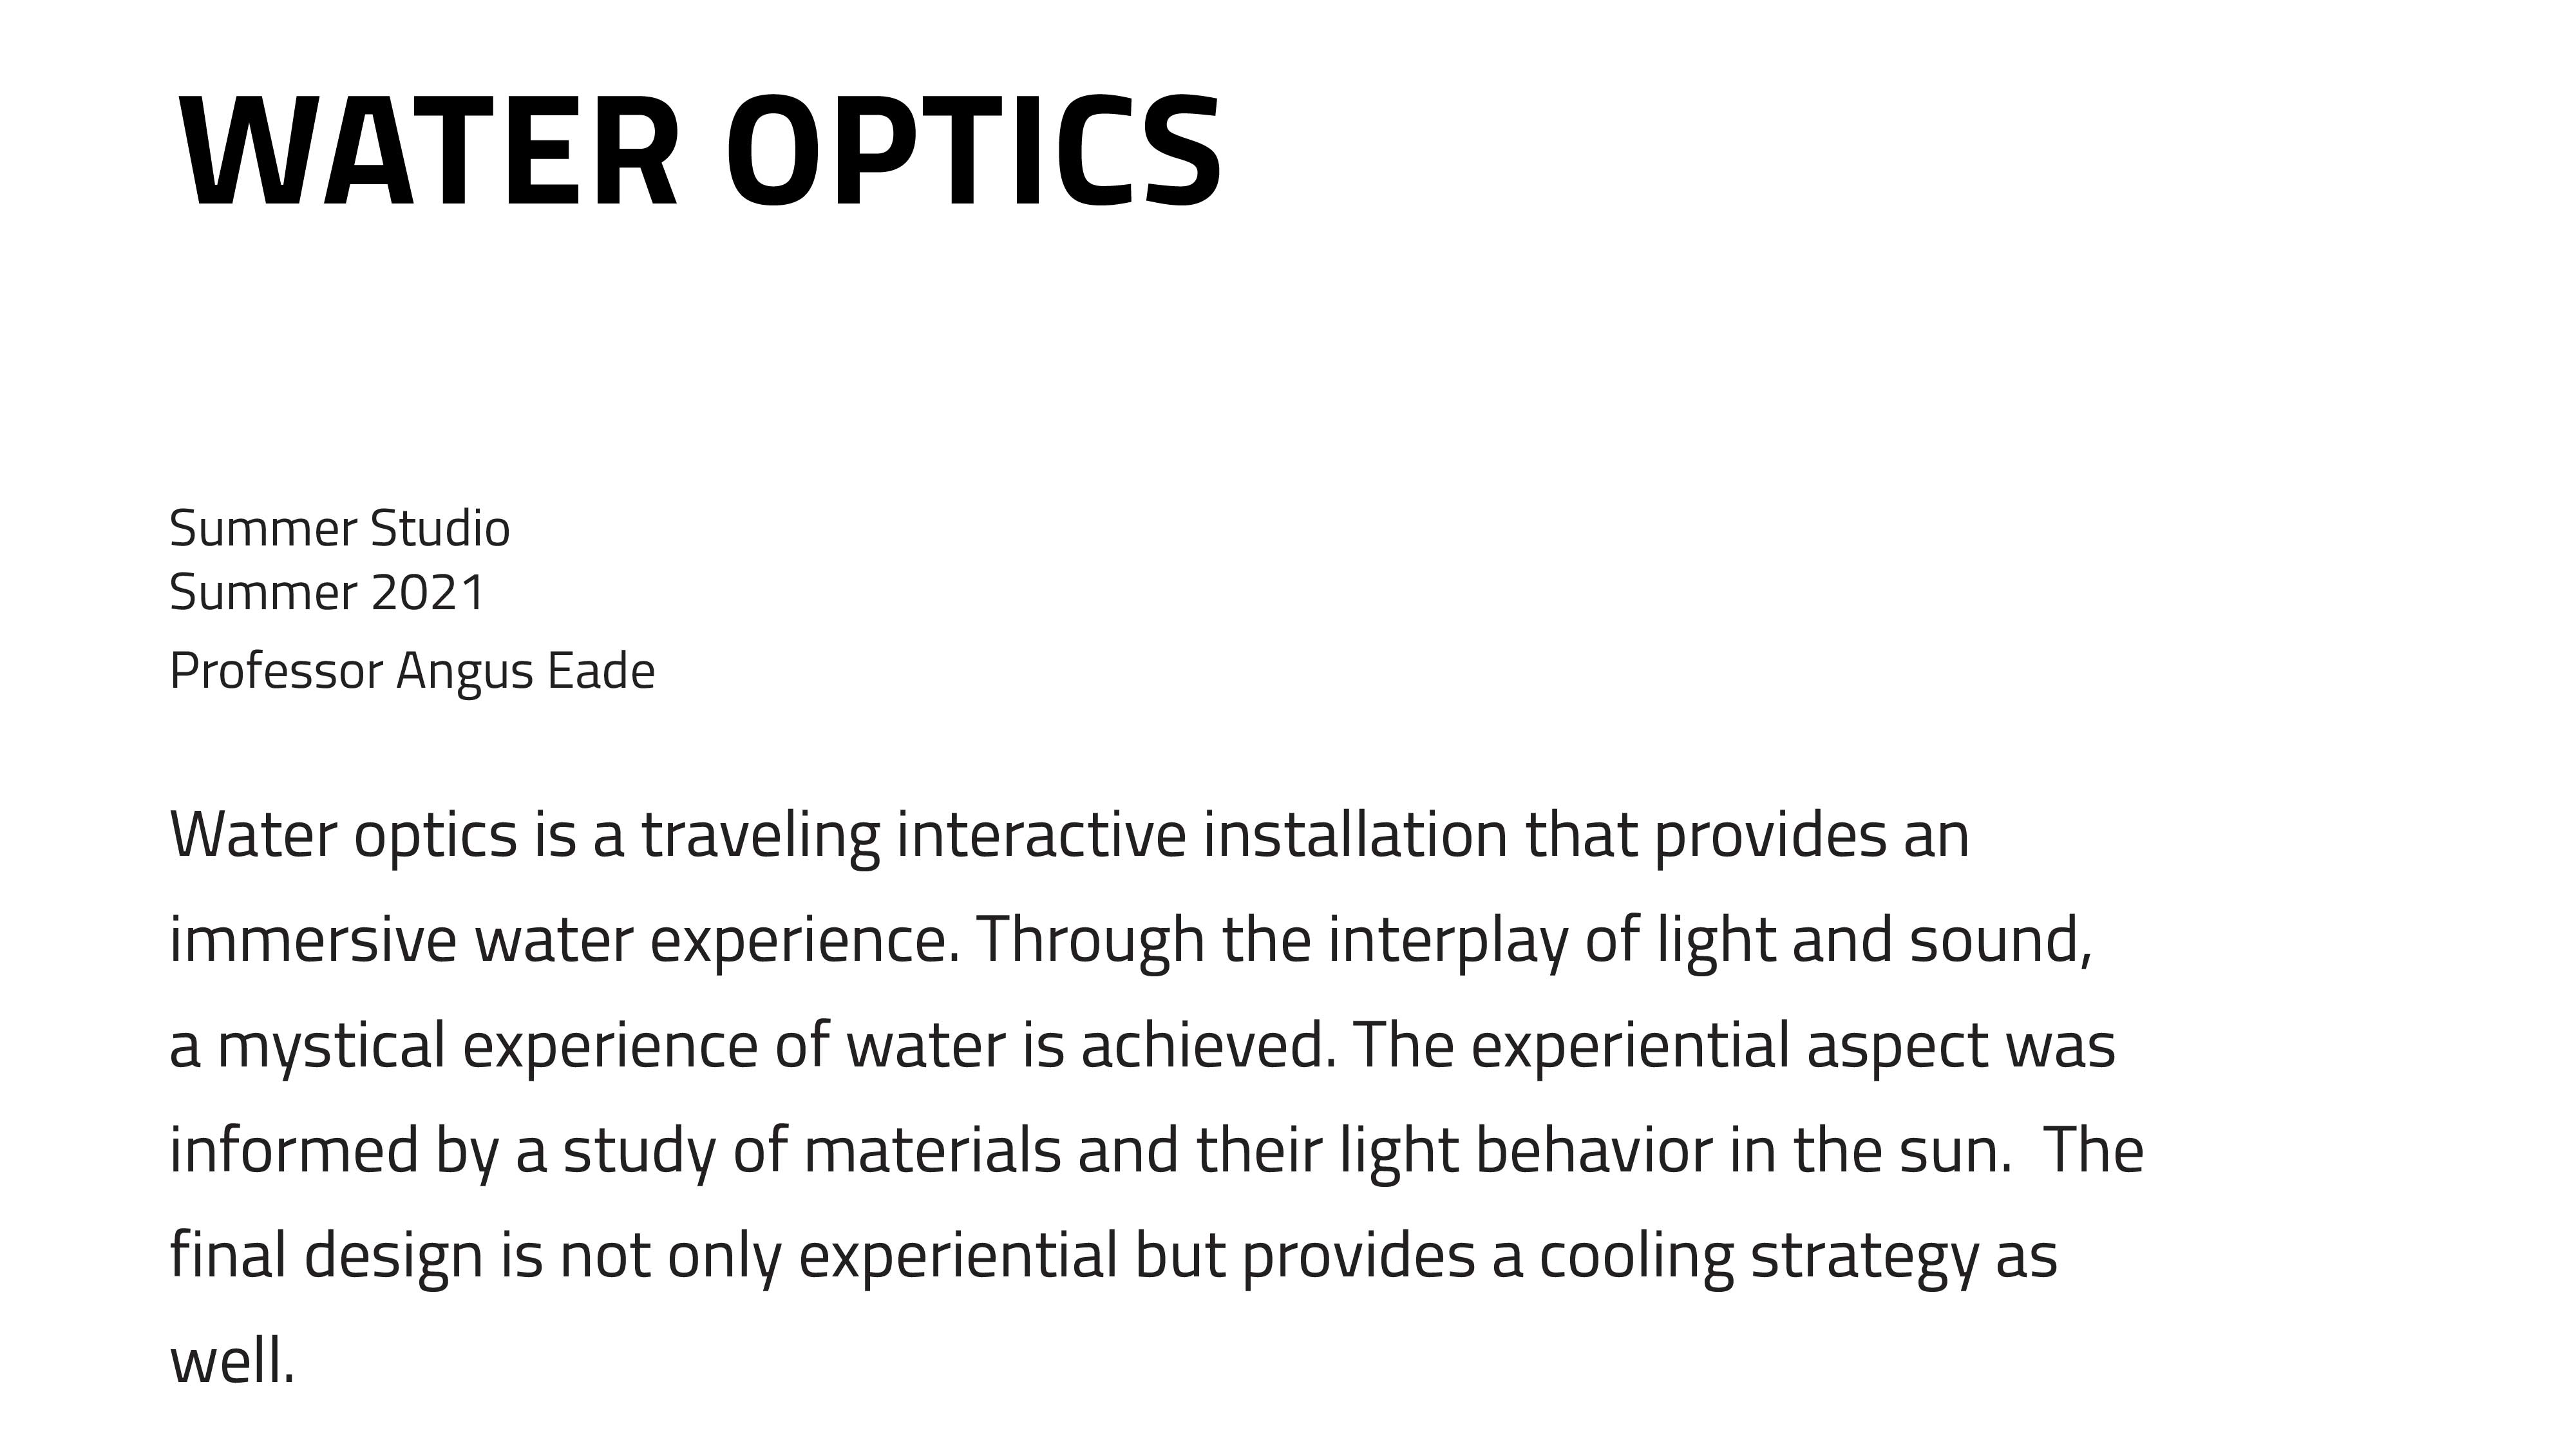 WATER OPTICS
Summer Studio
Summer 2021
Professor Angus Eade
Water optics is a traveling interactive installation that provides an
immersive water experience. Through the interplay of light and sound,
a mystical experience of water is achieved. The experiential aspect was
informed by a study of materials and their light behavior in the sun.  The
final design is not only experiential but provides a cooling strategy as
well.